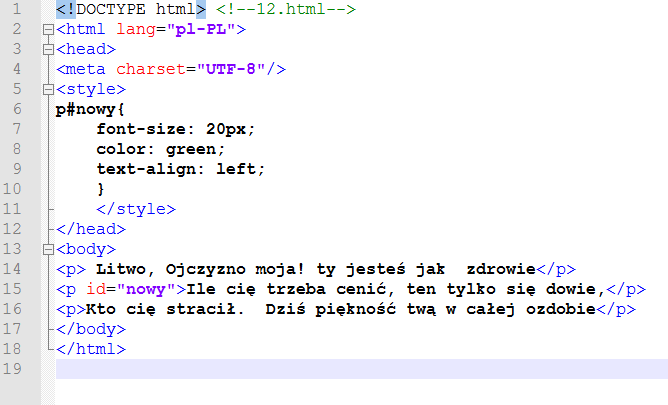 1 <!DOCTYPE html> <!--12.html-->
2 <html lang="pl-PL">
3 <head>
4 <meta charset="UTF-8"/>
5 <style>
6 p#nowy{
7     font-size: 20px;
8     color: green;
9     text-align: left;
10     }
11     </style>
12 </head>
13 <body>
14 <p> Litwo, Ojczyzno moja! ty jesteś jak  zdrowie</p>
15 <p id="nowy">Ile cię trzeba cenić, ten tylko się dowie,</p>
16 <p>Kto cię stracił.  Dziś piękność twą w całej ozdobie</p>
17 </body>
18 </html>
19